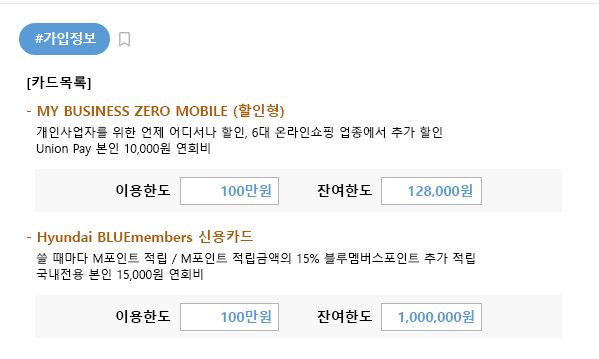 #가입정보
[카드목록]
- MY BUSINESS ZERO MOBILE (할인형)
개인사업자를 위한 언제 어디서나 할인, 6대 온라인쇼핑 업종에서 추가 할인
Union Pay 본인 10,000원 연회비
이용한도 100만원 잔여한도 128,000원
- Hyundai BLUEmembers 신용카드
쓸 때마다 M포인트 적립 / M포인트 적립금액의 15% 블루멤버스포인트 추가 적립
국내전용 본인 15,000원 연회비
이용한도 100만원 잔여한도 1,000,000원